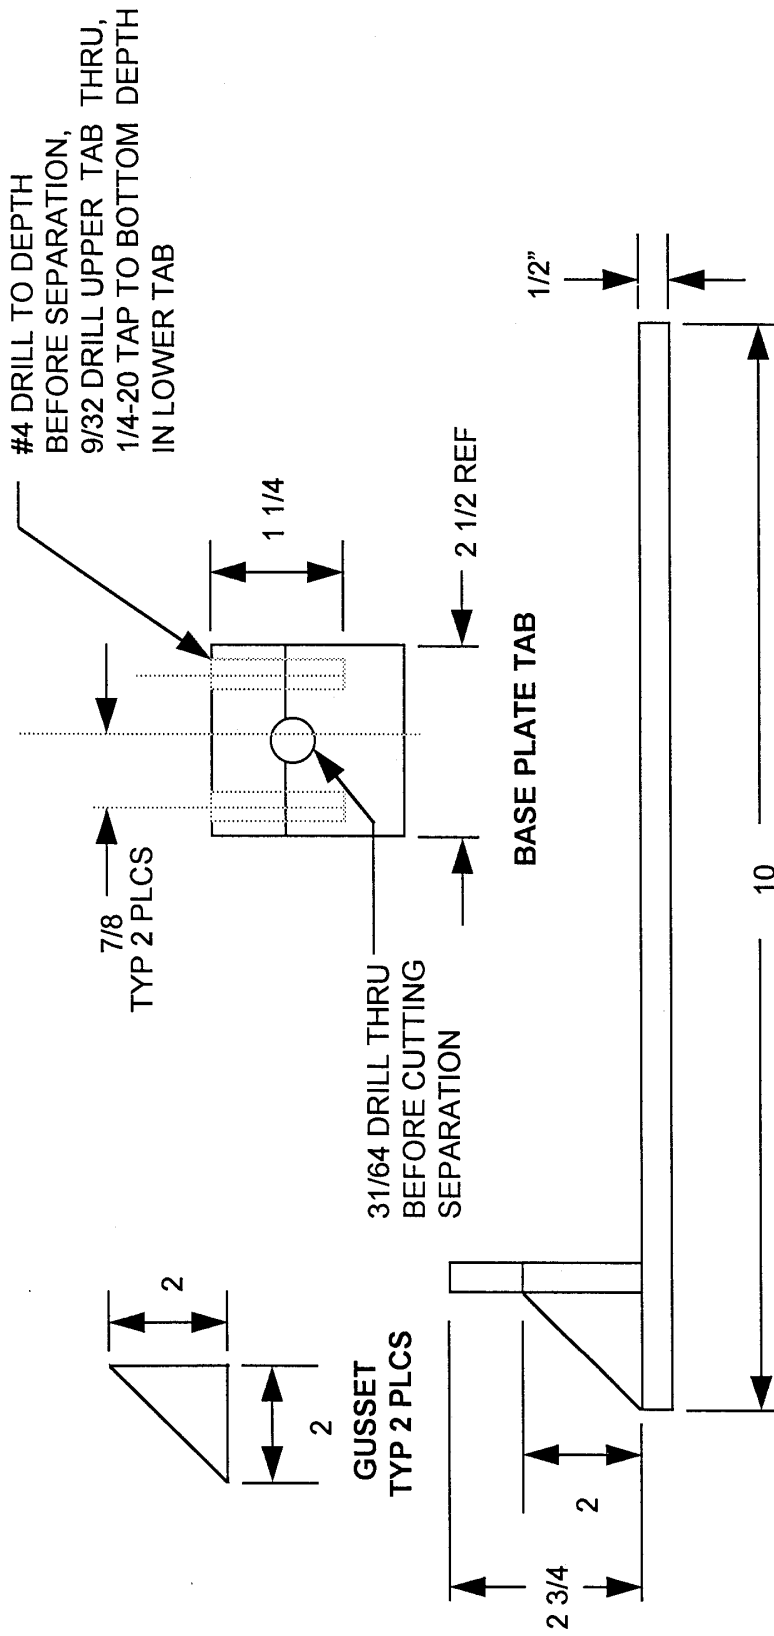 #4 DRILL TO DEPTH
BEFORE SEPARATION,
9/32 DRILL UPPER TAB THRU,
1/4-20 TAP TO BOTTOM DEPTH
IN LOWER TAB
7/8
TYP 2 PLCS
1 1/4
2 1/2 REF
31/64 DRILL THRU
BEFORE CUTTING
SEPARATION
BASE PLATE TAB
2
2
GUSSET
TYP 2 PLCS
1/2"
2 3/4
2
10